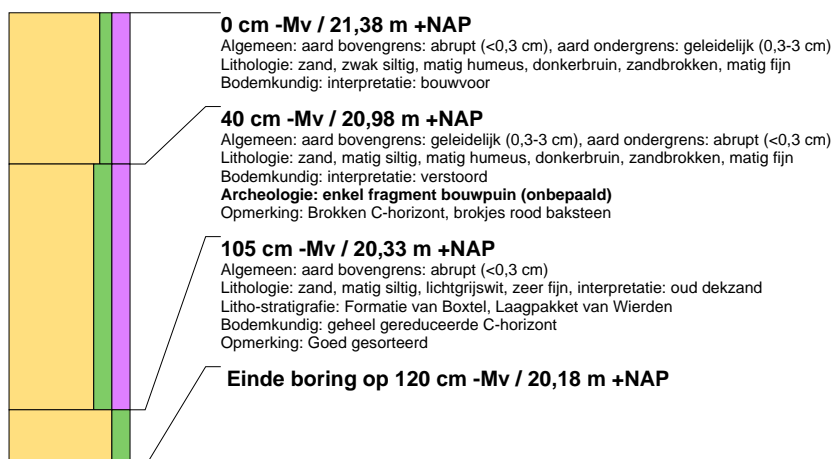 0 cm -Mv / 21,38 m +NAP
Algemeen: aard bovengrens: abrupt (<0,3 cm), aard ondergrens: geleidelijk (0,3-3 cm)
Lithologie: zand, zwak siltig, matig humeus, donkerbruin, zandbrokken, matig fijn
Bodemkundig: interpretatie: bouwvoor
40 cm -Mv / 20,98 m +NAP
Algemeen: aard bovengrens: geleidelijk (0,3-3 cm), aard ondergrens: abrupt (<0,3 cm)
Lithologie: zand, matig siltig, matig humeus, donkerbruin, zandbrokken, matig fijn
Bodemkundig: interpretatie: verstoord
Archeologie: enkel fragment bouwpuin (onbepaald)
Opmerking: Brokken C-horizont, brokjes rood baksteen
105 cm -Mv / 20,33 m +NAP
Algemeen: aard bovengrens: abrupt (<0,3 cm)
Lithologie: zand, matig siltig, lichtgrijswit, zeer fijn, interpretatie: oud dekzand
Litho-stratigrafie: Formatie van Boxtel, Laagpakket van Wierden
Bodemkundig: geheel gereduceerde C-horizont
Opmerking: Goed gesorteerd
Einde boring op 120 cm -Mv / 20,18 m +NAP